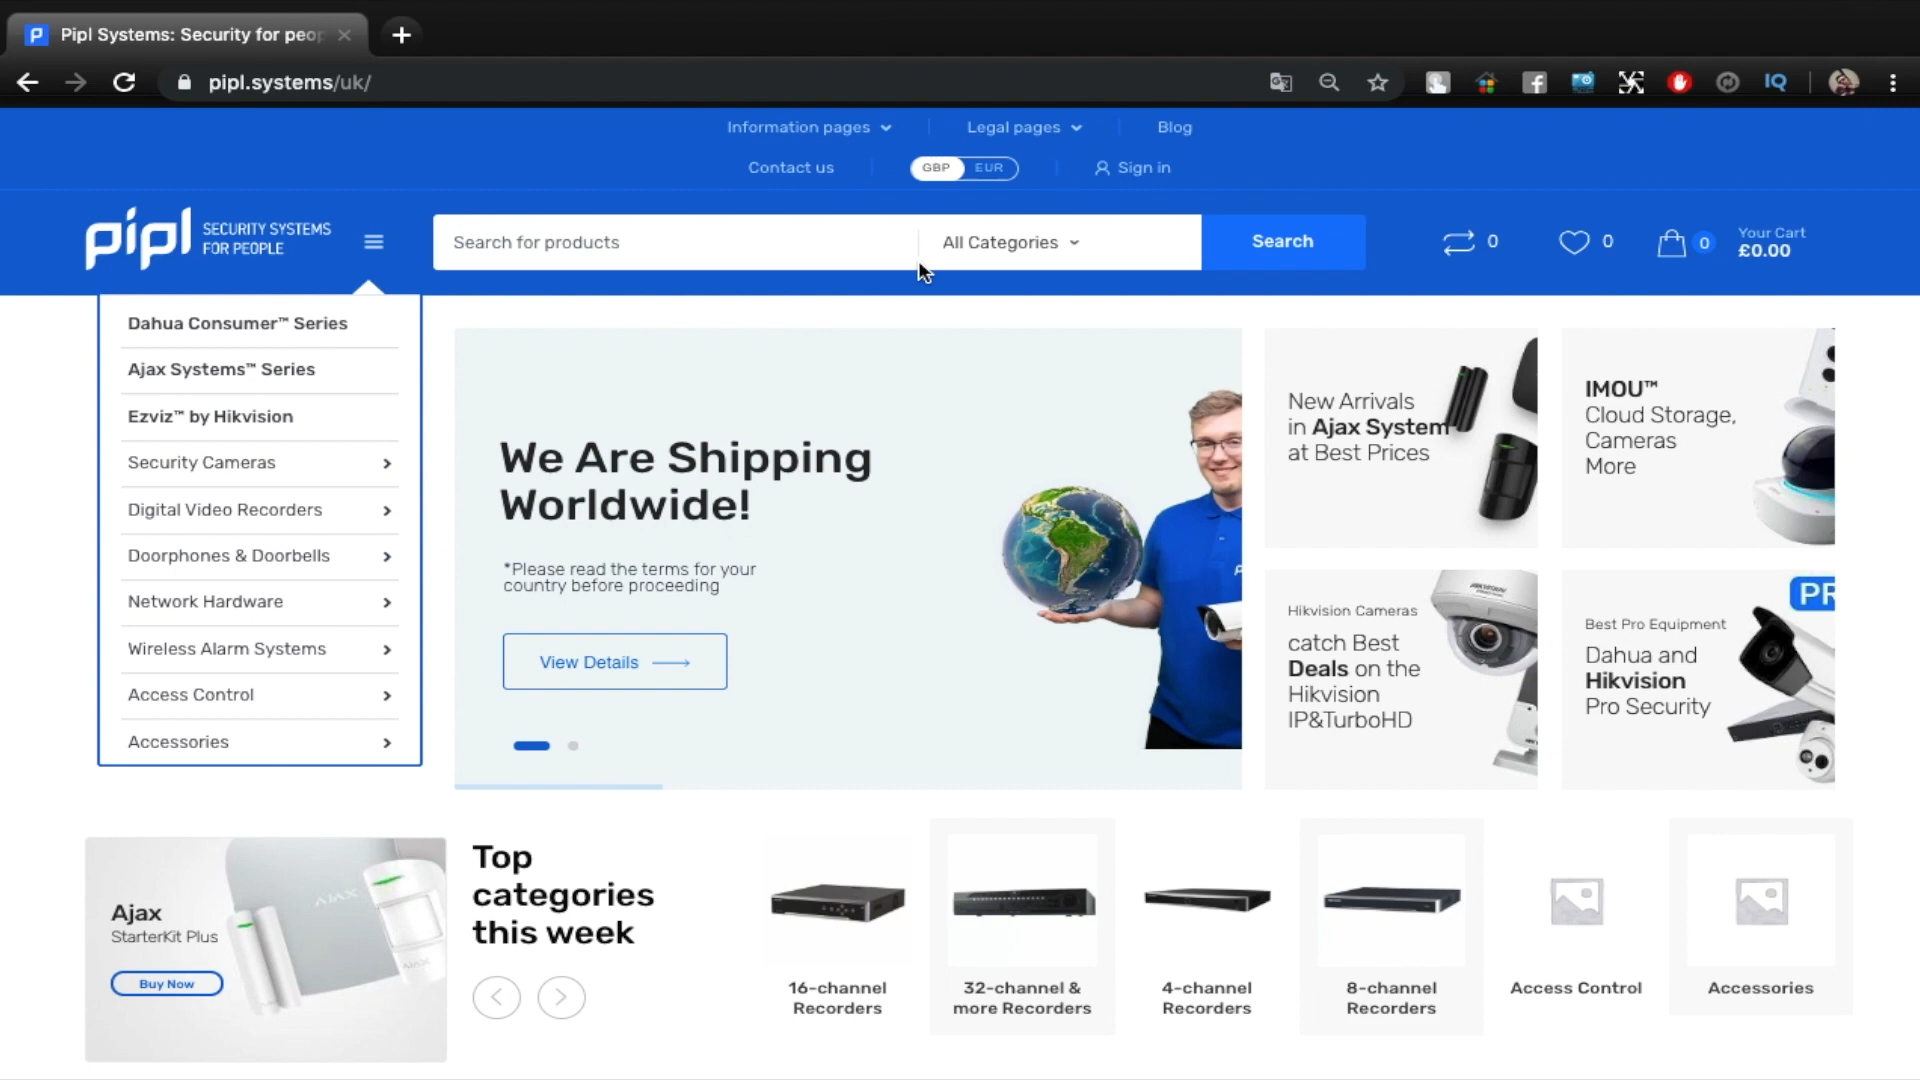 Pipl Systems: Security for peop
pipl.systems/uk/
IQ
Information pages
Legal pages
Blog
Contact us
GBP
EUR
Sign in
pipl
SECURITY SYSTEMS
FOR PEOPLE
Search for products
All Categories
Search
0
0
0
Your Cart
£0.00
Dahua Consumer™ Series
Ajax Systems™ Series
Ezviz™ by Hikvision
Security Cameras
Digital Video Recorders
Doorphones & Doorbells
Network Hardware
Wireless Alarm Systems
Access Control
Accessories
We Are Shipping
Worldwide!
*Please read the terms for your
country before proceeding
View Details
New Arrivals
in Ajax System
at Best Prices
IMOU™
Cloud Storage,
Cameras
More
Hikvision Cameras
catch Best
Deals on the
Hikvision
IP&TurboHD
HIKVISION
Best Pro Equipment
Dahua and
Hikvision
Pro Security
PR
Ajax
StarterKit Plus
Buy Now
AJAX
AJAX
Top
categories
this week
16-channel
Recorders
32-channel &
more Recorders
4-channel
Recorders
8-channel
Recorders
Access Control
Accessories